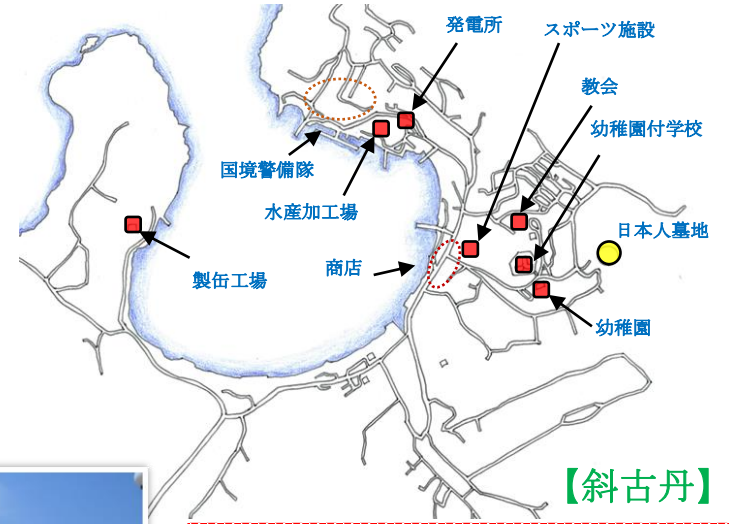 発電所
スポーツ施設
教会
幼稚園付学校
国境警備隊
水産加工場
日本人墓地
商店
製缶工場
幼稚園
【斜古丹】